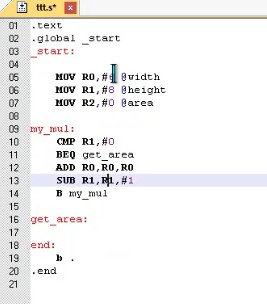 ttt.s*
01 .text
02 .global _start
03 _start:
04
05 MOV R0,# @width
06 MOV R1,#8 @height
07 MOV R2,#0 @area
08
09 my_mul:
10 CMP R1,#0
11 BEQ get_area
12 ADD R0,R0,R0
13 SUB R1,R1,#1
14 B my_mul
15
16 get_area:
17
18 end:
19 b .
20 .end
21